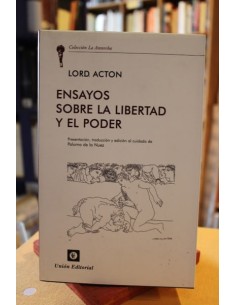 Colección La Antorcha
LORD ACTON
ENSAYOS
SOBRE LA LIBERTAD
Y EL PODER
Presentación, traducción y edición al cuidado de
Paloma de la Nuez
Unión Editorial